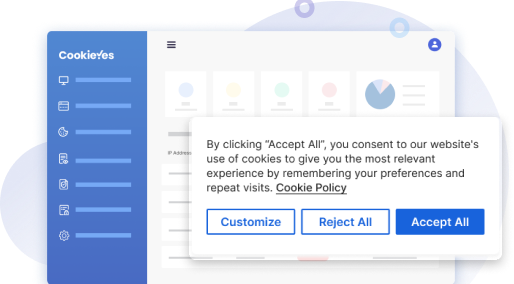 CookieYes
IP Address
By clicking "Accept All", you consent to our website's
use of cookies to give you the most relevant
experience by remembering your preferences and
repeat visits. Cookie Policy
Customize
Reject All
Accept All